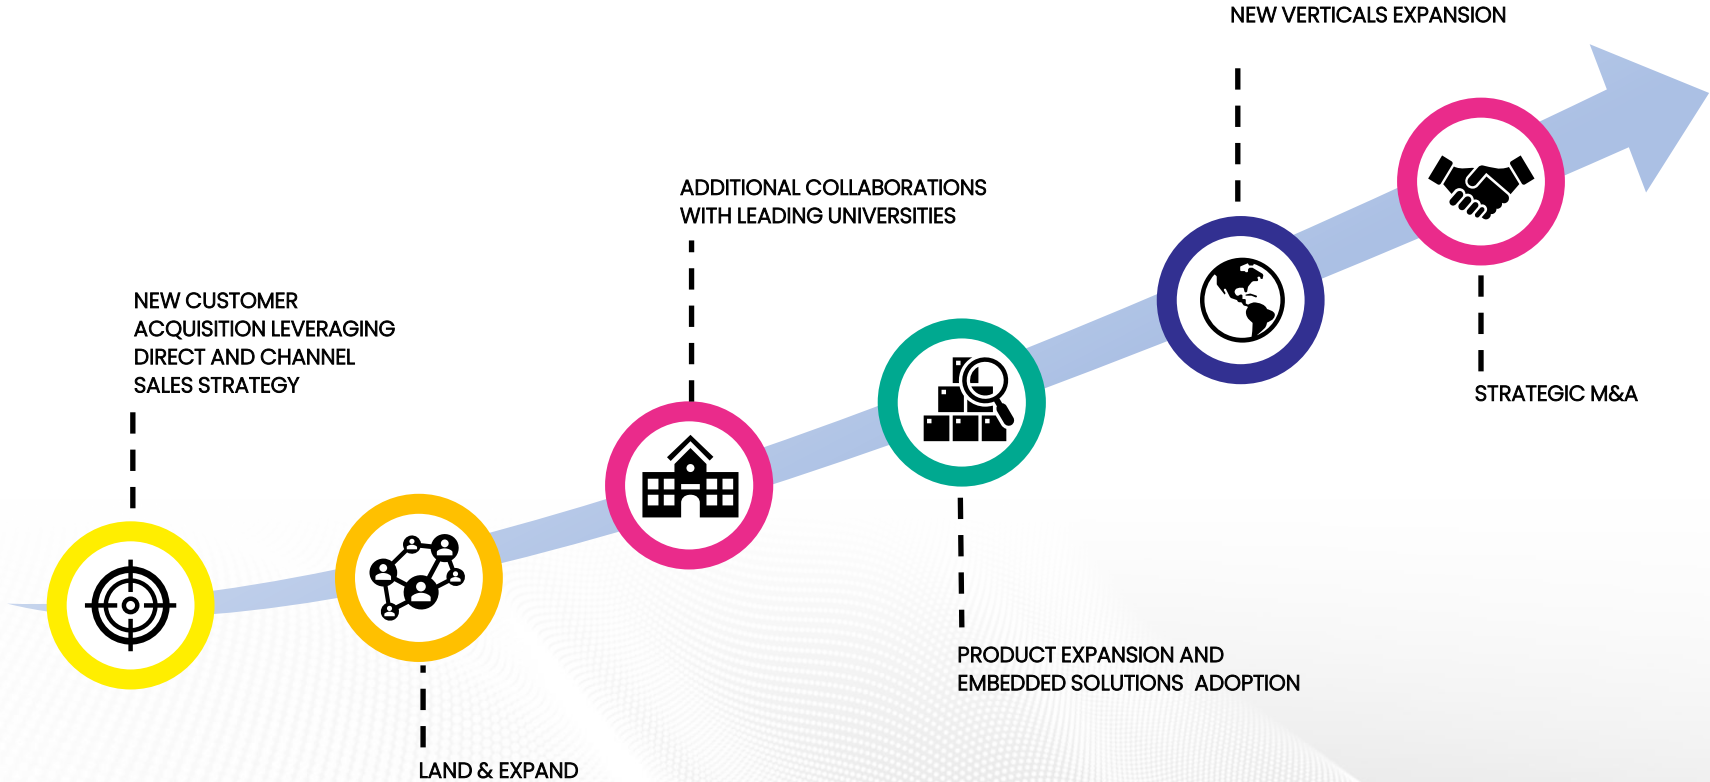 NEW VERTICALS EXPANSION
ADDITIONAL COLLABORATIONS
WITH LEADING UNIVERSITIES
NEW CUSTOMER
ACQUISITION LEVERAGING
DIRECT AND CHANNEL
SALES STRATEGY
STRATEGIC M&A
PRODUCT EXPANSION AND
EMBEDDED SOLUTIONS ADOPTION
LAND & EXPAND